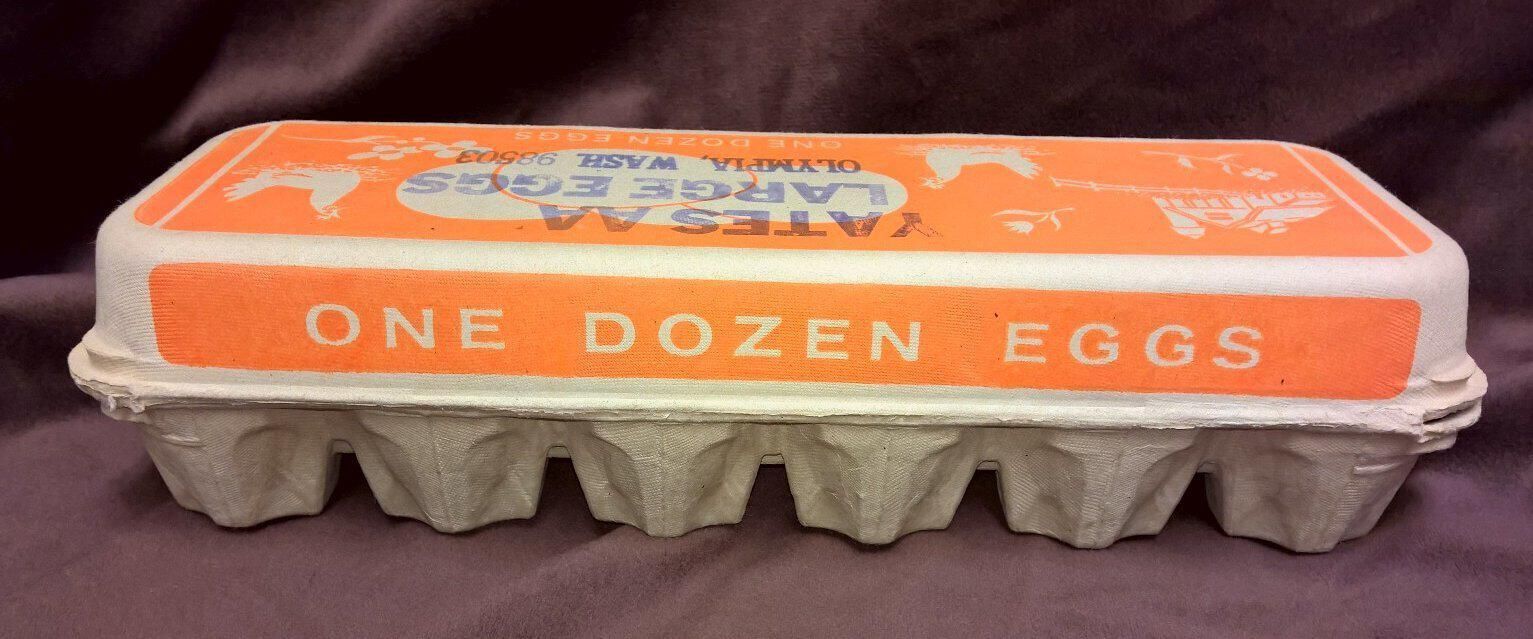 ONE DOZEN EGGS
YATES AA
LARGE EGGS
OLYMPIA, WASH. 98503
ONE DOZEN EGGS